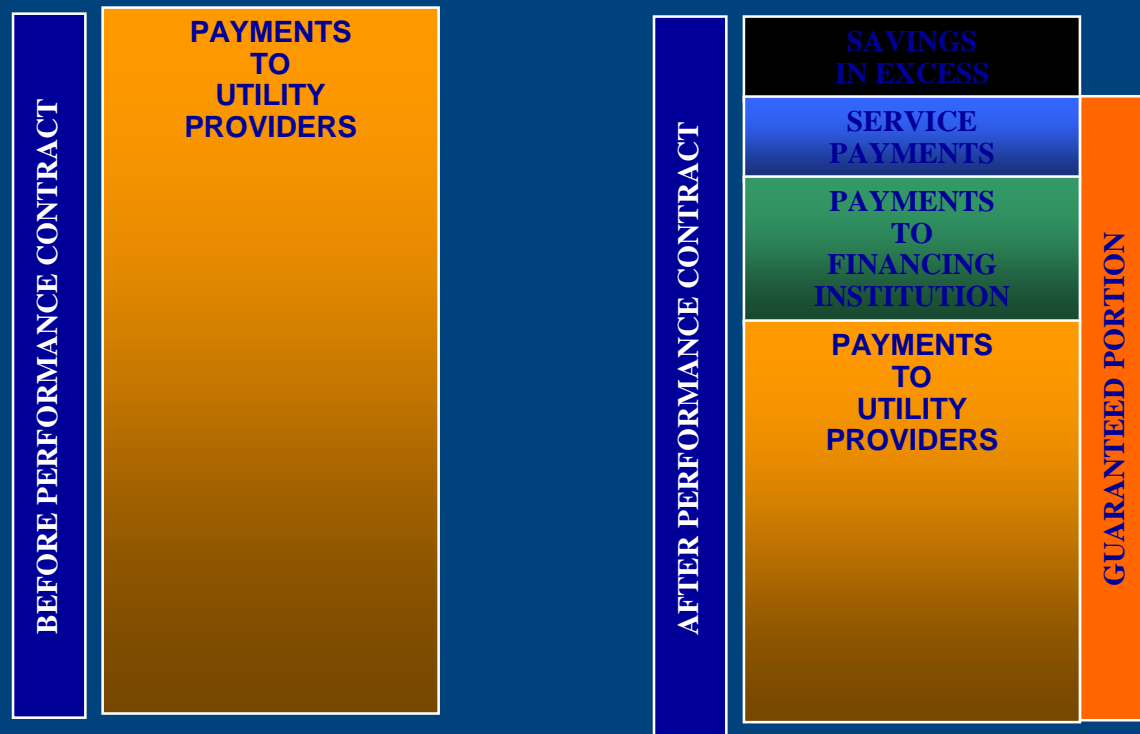 BEFORE PERFORMANCE CONTRACT
PAYMENTS
TO
UTILITY
PROVIDERS
AFTER PERFORMANCE CONTRACT
SAVINGS
IN EXCESS
SERVICE
PAYMENTS
PAYMENTS
TO
FINANCING
INSTITUTION
PAYMENTS
TO
UTILITY
PROVIDERS
GUARANTEED PORTION